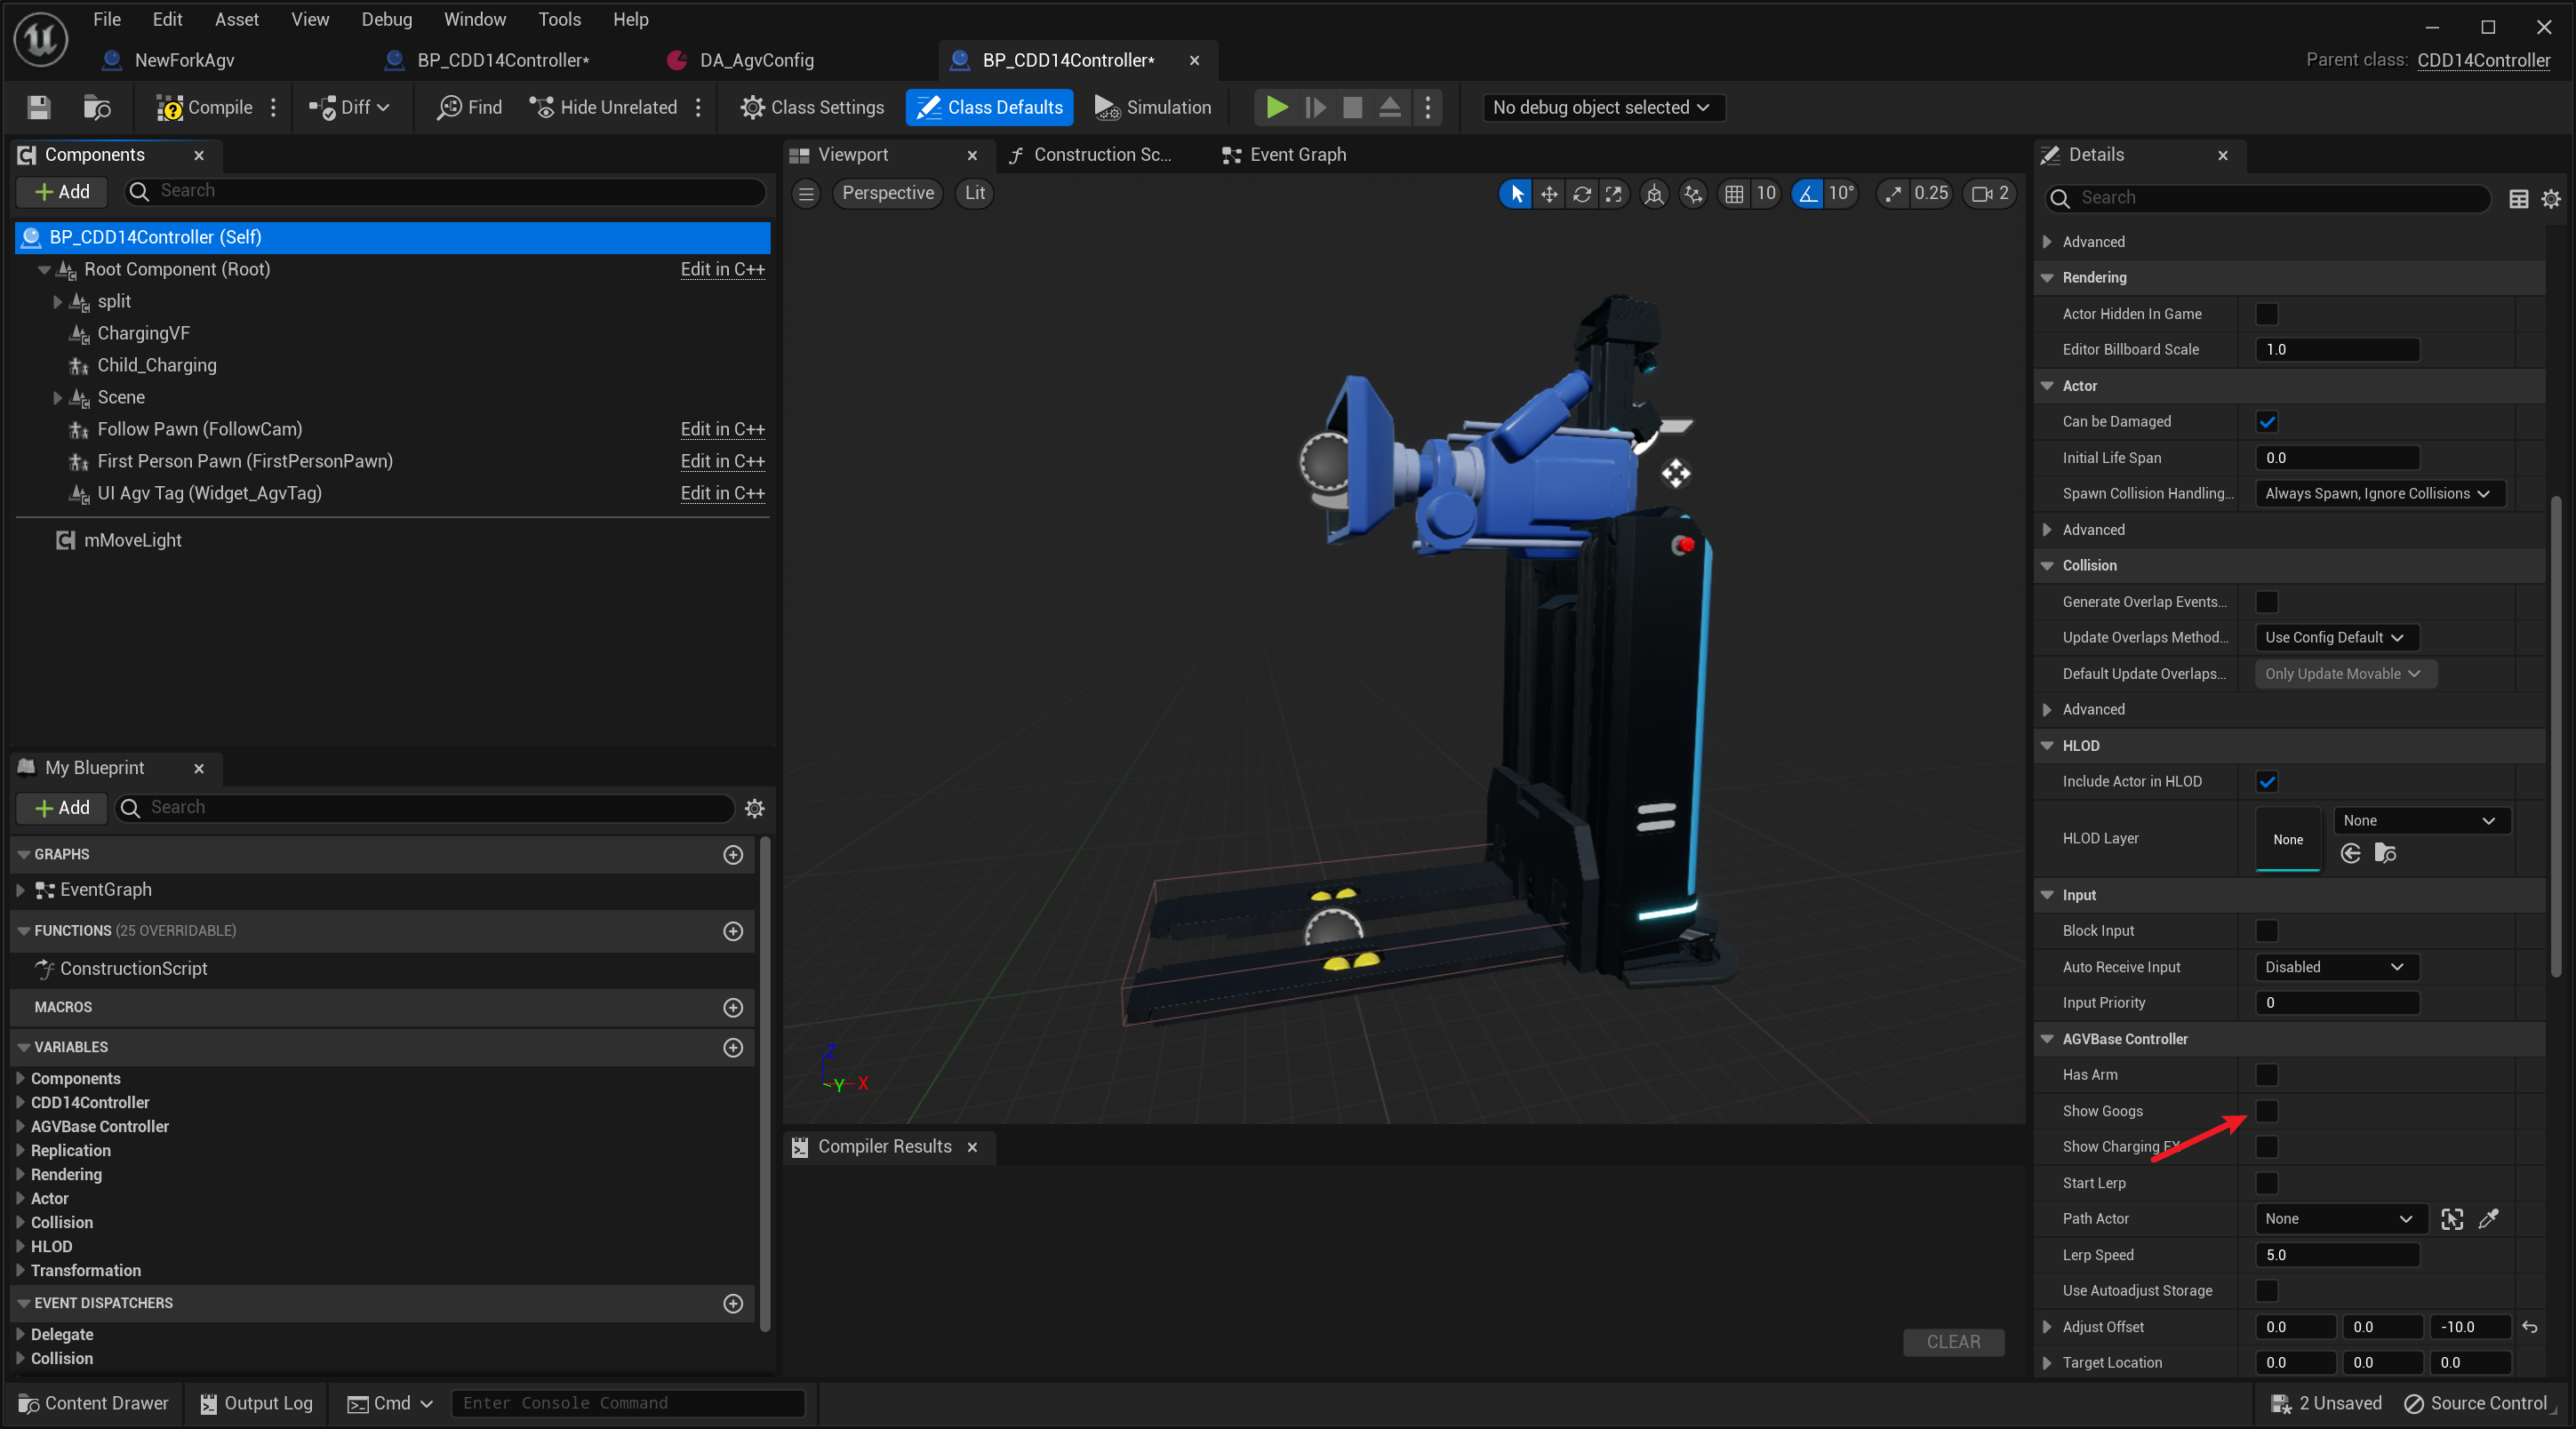 File Edit Asset View Debug Window Tools Help
NewForkAgv BP_CDD14Controller* DA_AgvConfig BP_CDD14Controller* Parent class: CDD14Controller
Compile Diff Find Hide Unrelated Class Settings Class Defaults Simulation No debug object selected
Components
Add Search
BP_CDD14Controller (Self)
Root Component (Root) Edit in C++
split
ChargingVF
Child_Charging
Scene
Follow Pawn (FollowCam) Edit in C++
First Person Pawn (FirstPersonPawn) Edit in C++
UI Agv Tag (Widget_AgvTag) Edit in C++
mMoveLight
My Blueprint
Add Search
GRAPHS
EventGraph
FUNCTIONS (25 OVERRIDABLE)
ConstructionScript
MACROS
VARIABLES
Components
CDD14Controller
AGVBase Controller
Replication
Rendering
Actor
Collision
HLOD
Transformation
EVENT DISPATCHERS
Delegate
Collision
Viewport Construction Sc... Event Graph
Perspective Lit 10 10° 0.25 2
Z
Y X
Compiler Results
CLEAR
Details
Search
Advanced
Rendering
Actor Hidden In Game
Editor Billboard Scale 1.0
Actor
Can be Damaged
Initial Life Span 0.0
Spawn Collision Handling... Always Spawn, Ignore Collisions
Advanced
Collision
Generate Overlap Events...
Update Overlaps Method... Use Config Default
Default Update Overlaps... Only Update Movable
Advanced
HLOD
Include Actor in HLOD
HLOD Layer None None
Input
Block Input
Auto Receive Input Disabled
Input Priority 0
AGVBase Controller
Has Arm
Show Googs
Show Charging FX
Start Lerp
Path Actor None
Lerp Speed 5.0
Use Autoadjust Storage
Adjust Offset 0.0 0.0 -10.0
Target Location 0.0 0.0 0.0
Content Drawer Output Log Cmd Enter Console Command 2 Unsaved Source Control